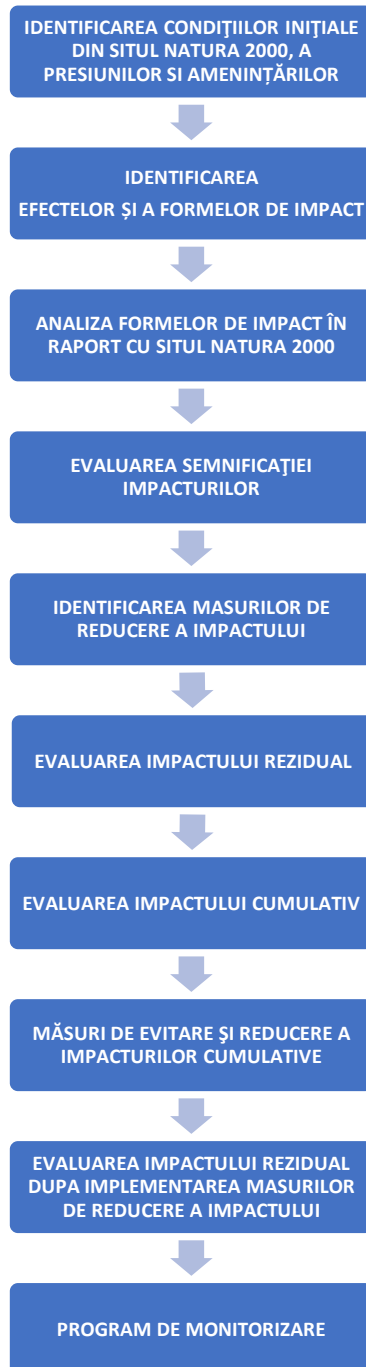 IDENTIFICAREA CONDIŢIILOR INIŢIALE
DIN SITUL NATURA 2000, A
PRESIUNILOR SI AMENINȚĂRILOR
IDENTIFICAREA
EFECTELOR ȘI A FORMELOR DE IMPACT
ANALIZA FORMELOR DE IMPACT ÎN
RAPORT CU SITUL NATURA 2000
EVALUAREA SEMNIFICAŢIEI
IMPACTURILOR
IDENTIFICAREA MASURILOR DE
REDUCERE A IMPACTULUI
EVALUAREA IMPACTULUI REZIDUAL
EVALUAREA IMPACTULUI CUMULATIV
MĂSURI DE EVITARE ŞI REDUCERE A
IMPACTURILOR CUMULATIVE
EVALUAREA IMPACTULUI REZIDUAL
DUPA IMPLEMENTAREA MASURILOR
DE REDUCERE A IMPACTULUI
PROGRAM DE MONITORIZARE